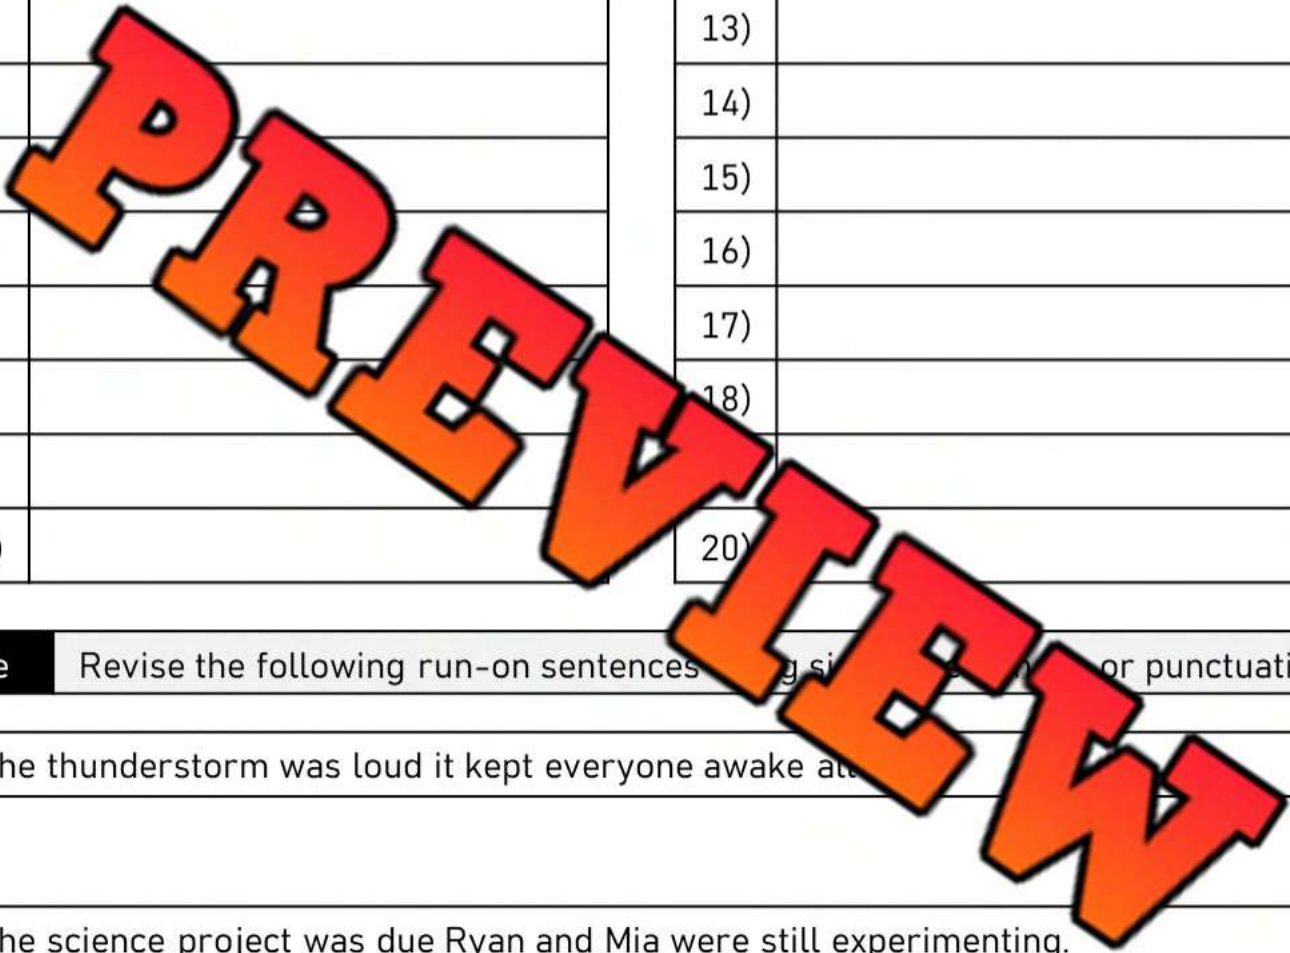 13)
14)
15)
16)
17)
18)
20)
PREVIEW
Revise the following run-on sentences or
he thunderstorm was loud it kept everyone awake
he science project was due Ryan and Mia were still experimenting.